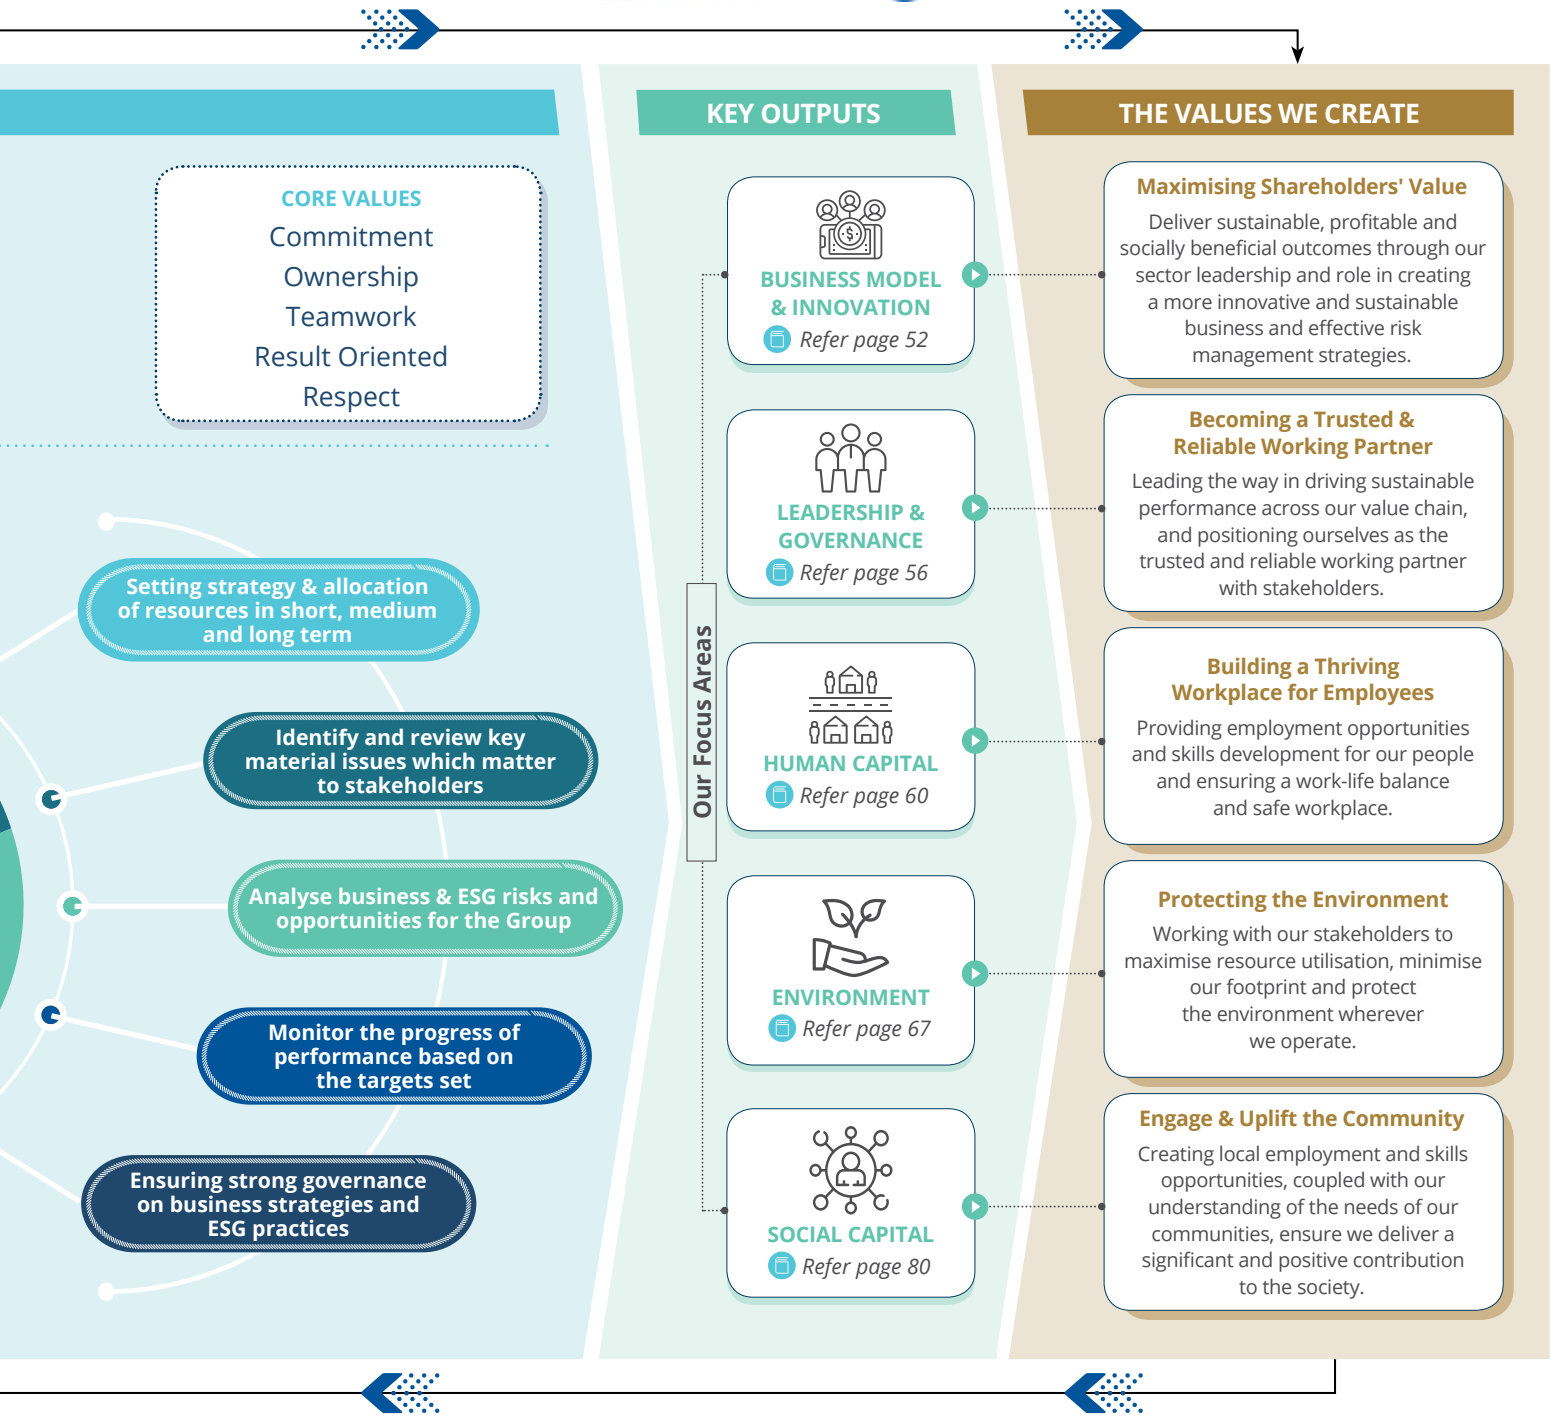 CORE VALUES
Commitment
Ownership
Teamwork
Result Oriented
Respect
Setting strategy & allocation
of resources in short, medium
and long term
Identify and review key
material issues which matter
to stakeholders
Analyse business & ESG risks and
opportunities for the Group
Monitor the progress of
performance based on
the targets set
Ensuring strong governance
on business strategies and
ESG practices
KEY OUTPUTS
Our Focus Areas
BUSINESS MODEL
& INNOVATION
Refer page 52
LEADERSHIP &
GOVERNANCE
Refer page 56
HUMAN CAPITAL
Refer page 60
ENVIRONMENT
Refer page 67
SOCIAL CAPITAL
Refer page 80
THE VALUES WE CREATE
Maximising Shareholders' Value
Deliver sustainable, profitable and
socially beneficial outcomes through our
sector leadership and role in creating
a more innovative and sustainable
business and effective risk
management strategies.
Becoming a Trusted &
Reliable Working Partner
Leading the way in driving sustainable
performance across our value chain,
and positioning ourselves as the
trusted and reliable working partner
with stakeholders.
Building a Thriving
Workplace for Employees
Providing employment opportunities
and skills development for our people
and ensuring a work-life balance
and safe workplace.
Protecting the Environment
Working with our stakeholders to
maximise resource utilisation, minimise
our footprint and protect
the environment wherever
we operate.
Engage & Uplift the Community
Creating local employment and skills
opportunities, coupled with our
understanding of the needs of our
communities, ensure we deliver a
significant and positive contribution
to the society.